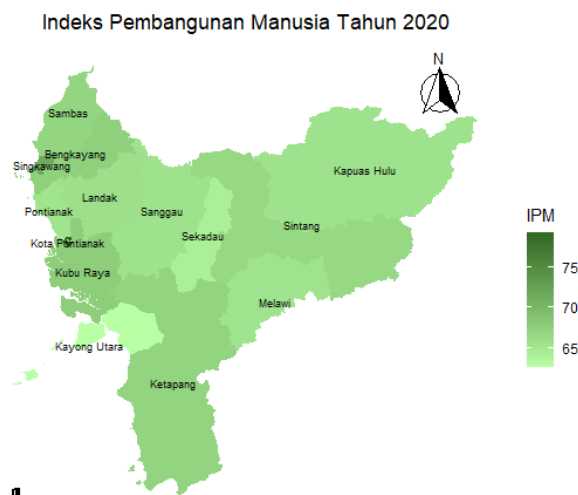 Indeks Pembangunan Manusia Tahun 2020
N
Sambas
Bengkayang
Singkawang
Kapuas Hulu
Landak
Pontianak
Sanggau
Sintang
Sekadau
Kota Pontianak
Kubu Raya
Melawi
Kayong Utara
Ketapang
IPM
75
70
65